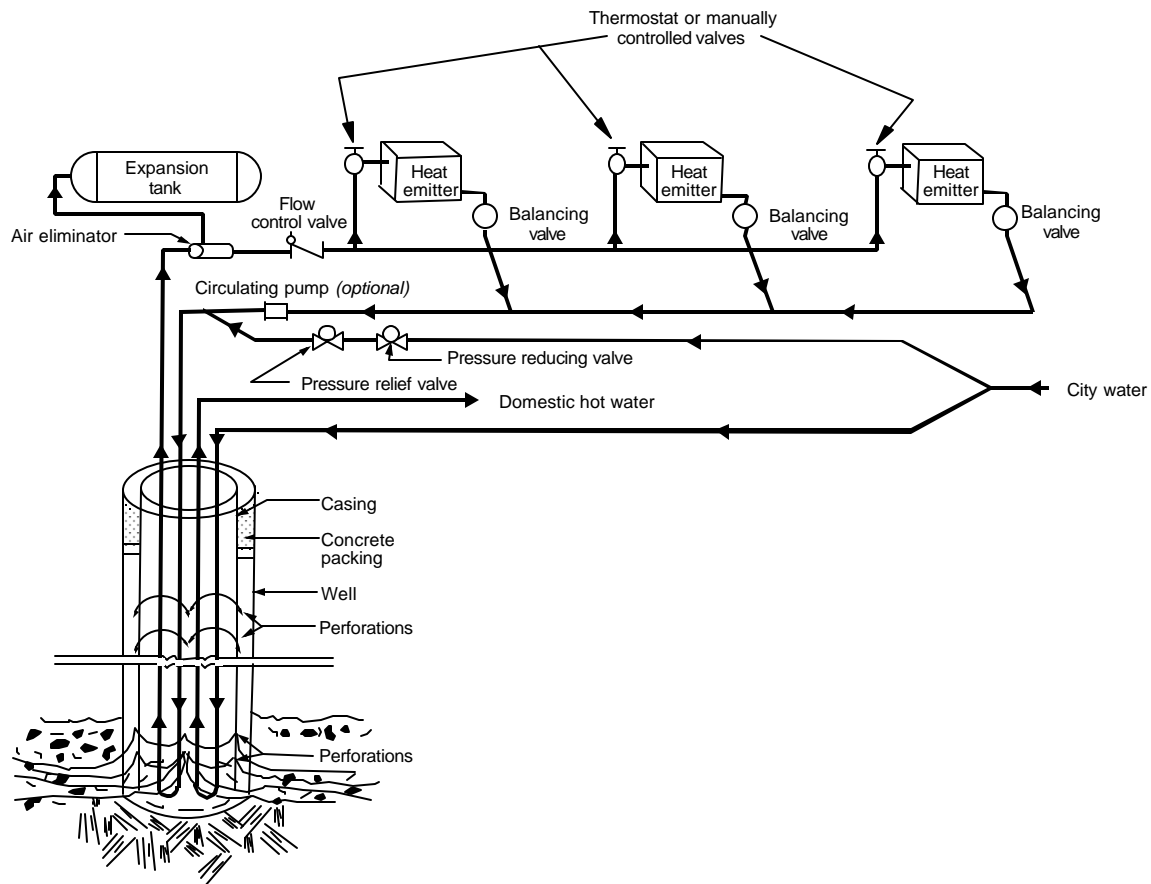 Thermostat or manually
controlled valves
Expansion
tank
Heat
emitter
Heat
emitter
Heat
emitter
Flow
control valve
Balancing
valve
Balancing
valve
Balancing
valve
Air eliminator
Circulating pump (optional)
Pressure reducing valve
Pressure relief valve
City water
Domestic hot water
Casing
Concrete
packing
Well
Perforations
Perforations